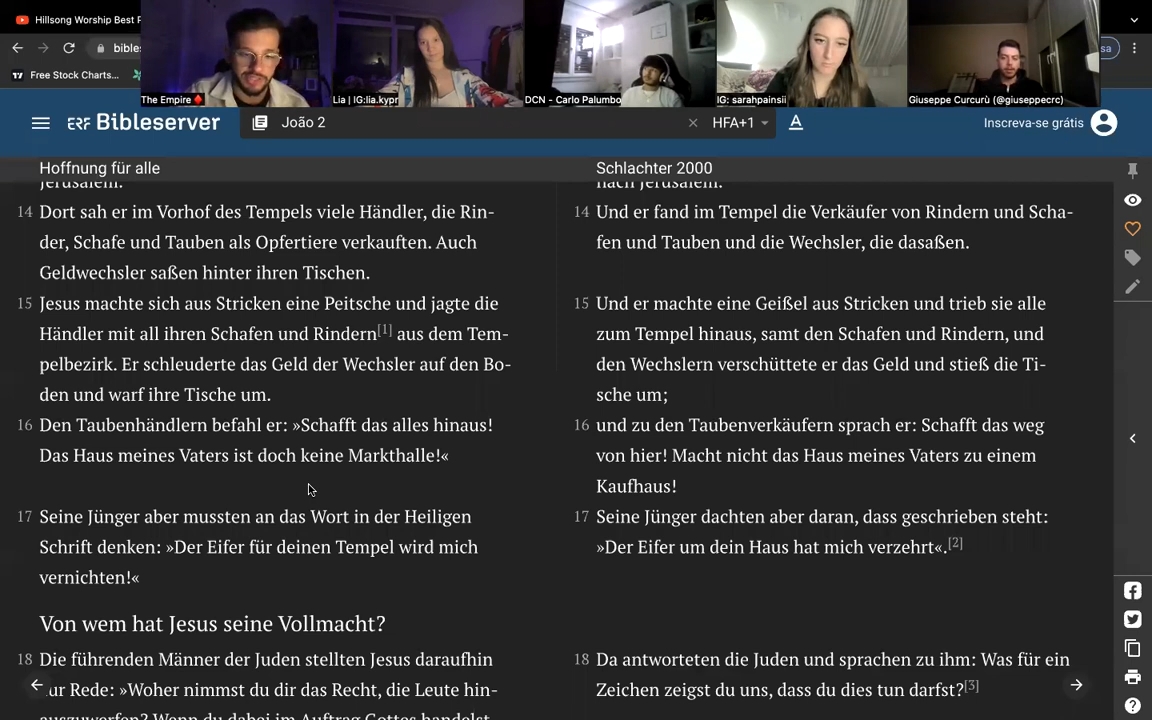 Hillsong Worship Best P
bibles
sa
Free Stock Charts...
The Empire♦️
Lia | IG:lia.kypr
DCN - Carlo Palumbo
IG: sarahpainsii
Giuseppe Curcurù (@giuseppecrc)
ERF Bibleserver
João 2
HFA+1
A
Inscreva-se grátis
Hoffnung für alle
Jerusalem.
14 Dort sah er im Vorhof des Tempels viele Händler, die Rin-
der, Schafe und Tauben als Opfertiere verkauften. Auch
Geldwechsler saßen hinter ihren Tischen.
15 Jesus machte sich aus Stricken eine Peitsche und jagte die
Händler mit all ihren Schafen und Rindern[1] aus dem Tem-
pelbezirk. Er schleuderte das Geld der Wechsler auf den Bo-
den und warf ihre Tische um.
16 Den Taubenhändlern befahl er: »Schafft das alles hinaus!
Das Haus meines Vaters ist doch keine Markthalle!«
17 Seine Jünger aber mussten an das Wort in der Heiligen
Schrift denken: »Der Eifer für deinen Tempel wird mich
vernichten!«
Von wem hat Jesus seine Vollmacht?
18 Die führenden Männer der Juden stellten Jesus daraufhin
zur Rede: »Woher nimmst du dir das Recht, die Leute hin-
auszuwerfen? Wenn du dabei im Auftrag Gottes handelst,
Schlachter 2000
nach Jerusalem.
14 Und er fand im Tempel die Verkäufer von Rindern und Scha-
fen und Tauben und die Wechsler, die dasaßen.
15 Und er machte eine Geißel aus Stricken und trieb sie alle
zum Tempel hinaus, samt den Schafen und Rindern, und
den Wechslern verschüttete er das Geld und stieß die Ti-
sche um;
16 und zu den Taubenverkäufern sprach er: Schafft das weg
von hier! Macht nicht das Haus meines Vaters zu einem
Kaufhaus!
17 Seine Jünger dachten aber daran, dass geschrieben steht:
»Der Eifer um dein Haus hat mich verzehrt«.[2]
18 Da antworteten die Juden und sprachen zu ihm: Was für ein
Zeichen zeigst du uns, dass du dies tun darfst?[3]